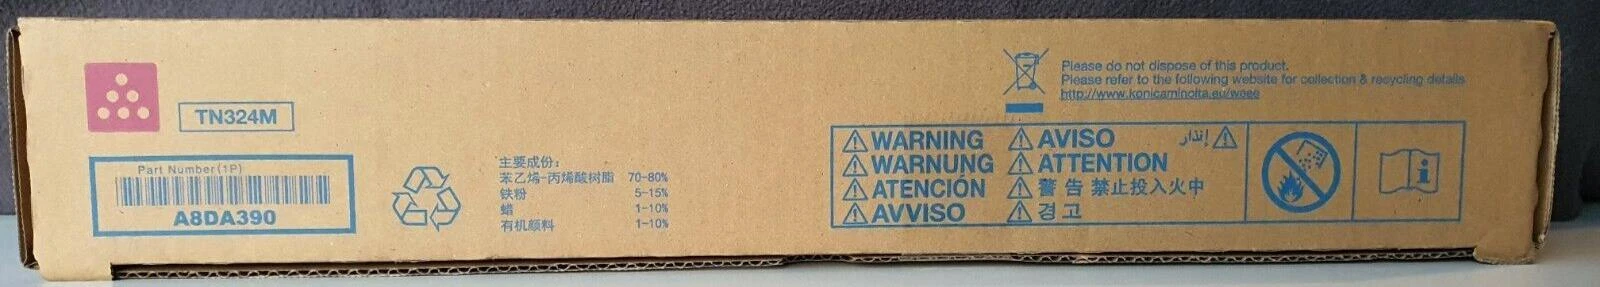 TN324M
Part Number(1P)
A8DA390
主要成份：
苯乙烯-丙烯酸树脂 70-80%
铁粉 5-15%
蜡 1-10%
有机颜料 1-10%
Please do not dispose of this product.
Please refer to the following website for collection & recycling details
http://www.konicaminolta.eu/weee
WARNING AVISO إنذار
WARNUNG ATTENTION
ATENCIÓN 警告 禁止投入火中
AVVISO 경고